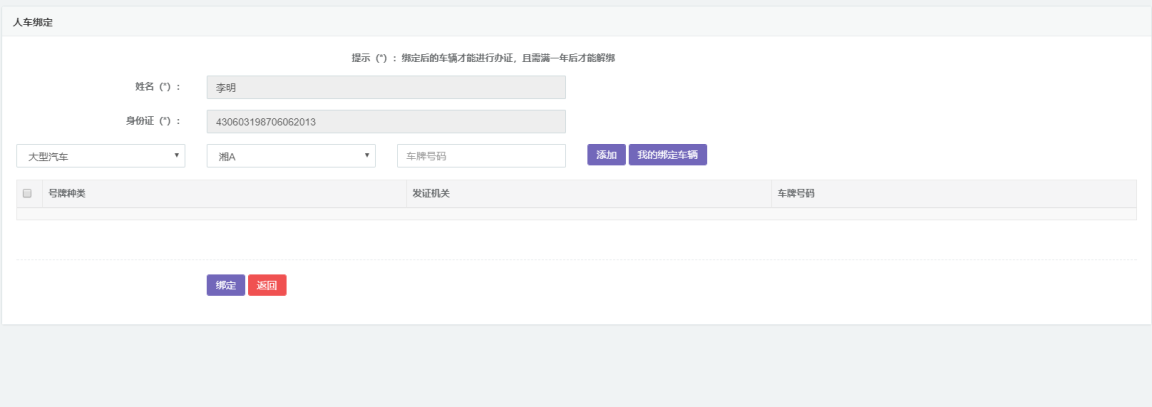 人车绑定
提示（*）：绑定后的车辆才能进行办证，且需满一年后才能解绑
姓名（*）： 李明
身份证（*）： 430603198706062013
大型汽车 湘A 车牌号码 添加 我的绑定车辆
号牌种类 发证机关 车牌号码
绑定 返回